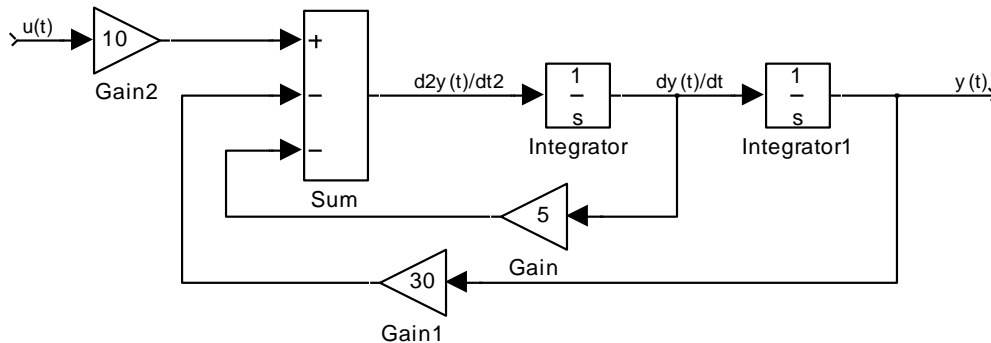 u(t)
10
Gain2
+
−
−
Sum
d2y(t)/dt2
1
s
Integrator
dy(t)/dt
1
s
Integrator1
y(t)
5
Gain
30
Gain1